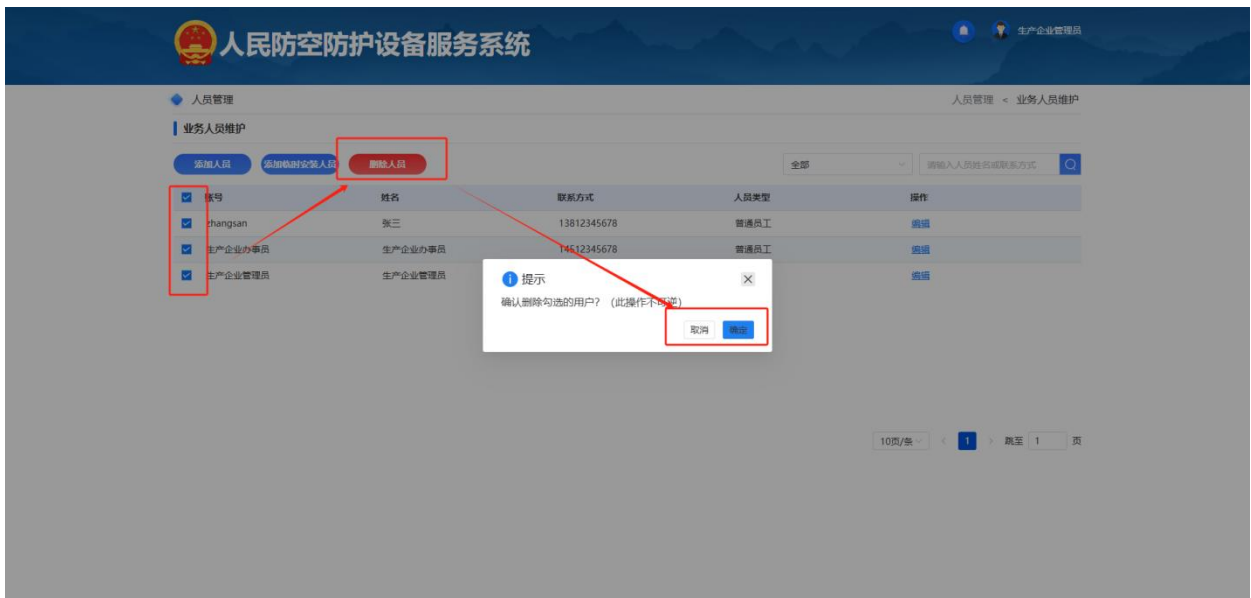 人民防空防护设备服务系统
生产企业管理员
人员管理
人员管理 < 业务人员维护
业务人员维护
添加人员 添加临时安装人员 删除人员 全部 请输入人员姓名或联系方式
账号 姓名 联系方式 人员类型 操作
zhangsan 张三 13812345678 普通员工 编辑
生产企业办事员 生产企业办事员 14512345678 普通员工 编辑
生产企业管理员 生产企业管理员 编辑
提示
确认删除勾选的用户？（此操作不可逆）
取消 确定
10页/条 < 1 > 跳至 1 页